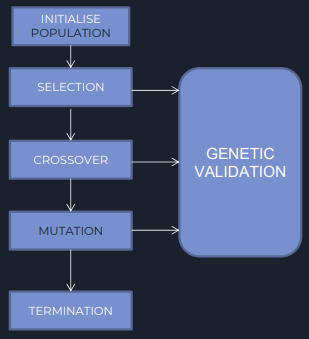 INITIALISE
POPULATION
SELECTION
CROSSOVER
MUTATION
TERMINATION
GENETIC
VALIDATION